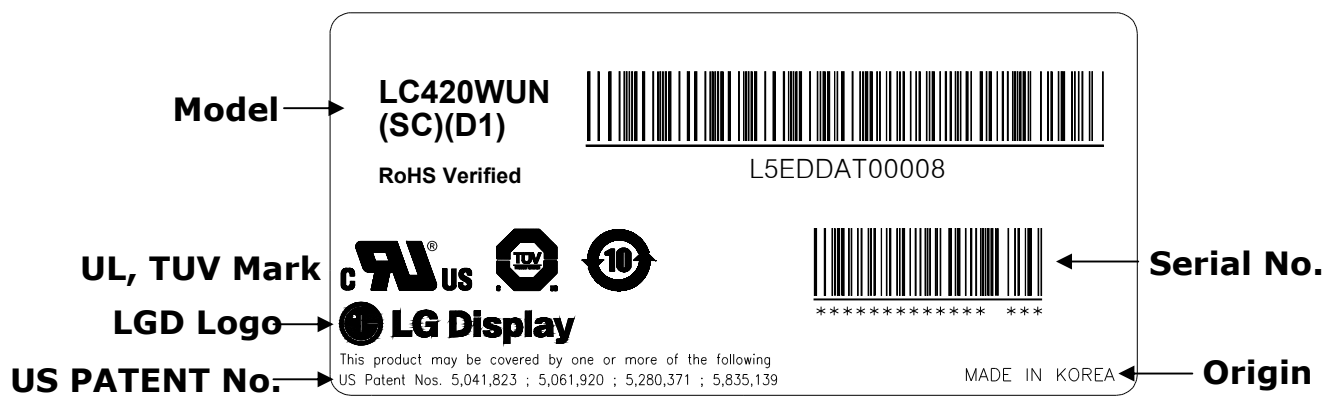 Model
LC420WUN
(SC)(D1)
RoHS Verified
L5EDDAT00008
UL, TUV Mark
C RU® US
TÜV
10
Serial No.
************* ***
LGD Logo
LG Display
This product may be covered by one or more of the following
US PATENT No.
US Patent Nos. 5,041,823 ; 5,061,920 ; 5,280,371 ; 5,835,139
MADE IN KOREA
Origin